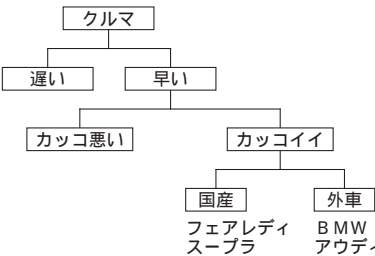 クルマ
遅い
早い
カッコ悪い
カッコイイ
国産
外車
フェアレディ
スープラ
ＢＭＷ
アウディ